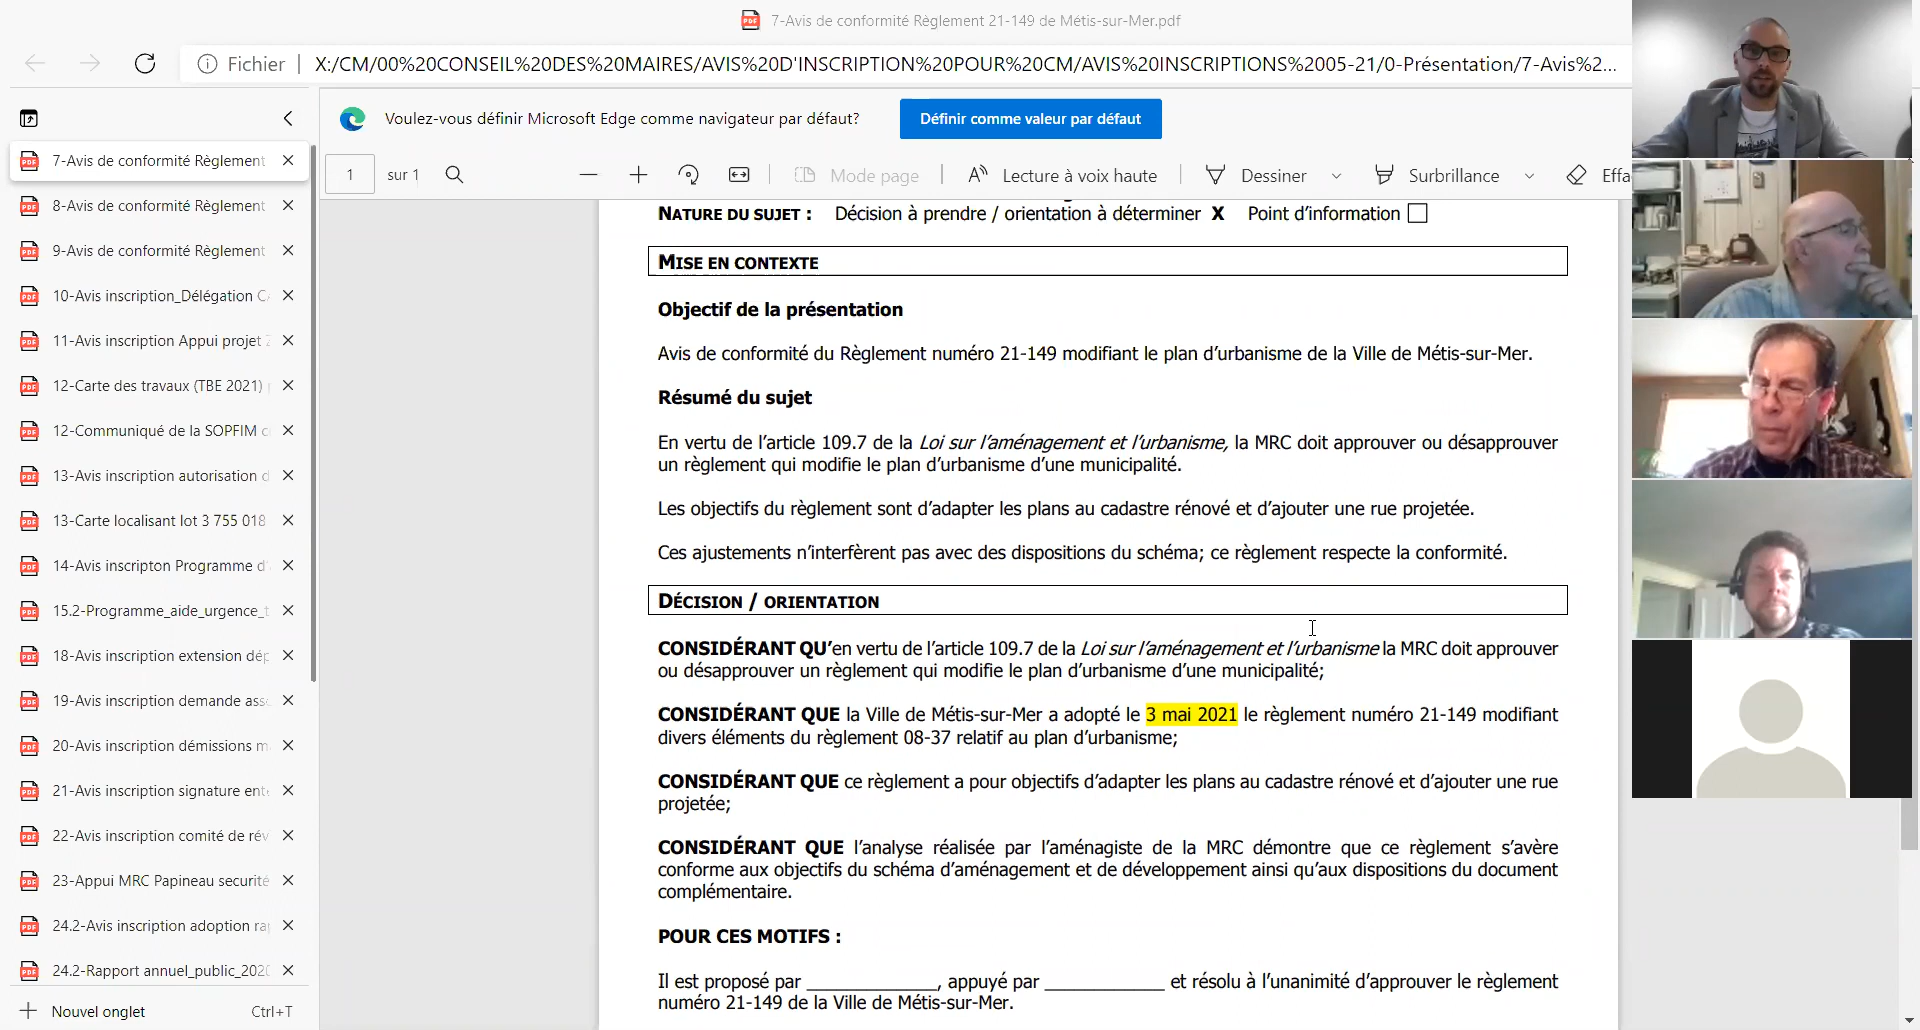 7-Avis de conformité Règlement 21-149 de Métis-sur-Mer.pdf
Fichier | X:/CM/00%20CONSEIL%20DES%20MAIRES/AVIS%20D'INSCRIPTION%20POUR%20CM/AVIS%20INSCRIPTIONS%2005-21/0-Présentation/7-Avis%2...
Voulez-vous définir Microsoft Edge comme navigateur par défaut? Définir comme valeur par défaut
1 sur 1 Mode page Lecture à voix haute Dessiner Surbrillance Effa
7-Avis de conformité Règlement
8-Avis de conformité Règlement
9-Avis de conformité Règlement
10-Avis inscription_Délégation CA
11-Avis inscription Appui projet
12-Carte des travaux (TBE 2021)
12-Communiqué de la SOPFIM
13-Avis inscription autorisation d
13-Carte localisant lot 3 755 018
14-Avis inscripton Programme d'
15.2-Programme_aide_urgence_t
18-Avis inscription extension dép
19-Avis inscription demande asso
20-Avis inscription démissions m
21-Avis inscription signature ente
22-Avis inscription comité de rév
23-Appui MRC Papineau securité
24.2-Avis inscription adoption ra
24.2-Rapport annuel_public_2020
Nouvel onglet Ctrl+T
NATURE DU SUJET : Décision à prendre / orientation à déterminer X Point d'information
MISE EN CONTEXTE
Objectif de la présentation
Avis de conformité du Règlement numéro 21-149 modifiant le plan d'urbanisme de la Ville de Métis-sur-Mer.
Résumé du sujet
En vertu de l'article 109.7 de la Loi sur l'aménagement et l'urbanisme, la MRC doit approuver ou désapprouver
un règlement qui modifie le plan d'urbanisme d'une municipalité.
Les objectifs du règlement sont d'adapter les plans au cadastre rénové et d'ajouter une rue projetée.
Ces ajustements n'interfèrent pas avec des dispositions du schéma; ce règlement respecte la conformité.
DÉCISION / ORIENTATION
CONSIDÉRANT QU'en vertu de l'article 109.7 de la Loi sur l'aménagement et l'urbanisme la MRC doit approuver
ou désapprouver un règlement qui modifie le plan d'urbanisme d'une municipalité;
CONSIDÉRANT QUE la Ville de Métis-sur-Mer a adopté le 3 mai 2021 le règlement numéro 21-149 modifiant
divers éléments du règlement 08-37 relatif au plan d'urbanisme;
CONSIDÉRANT QUE ce règlement a pour objectifs d'adapter les plans au cadastre rénové et d'ajouter une rue
projetée;
CONSIDÉRANT QUE l'analyse réalisée par l'aménagiste de la MRC démontre que ce règlement s'avère
conforme aux objectifs du schéma d'aménagement et de développement ainsi qu'aux dispositions du document
complémentaire.
POUR CES MOTIFS :
Il est proposé par _____________, appuyé par ____________ et résolu à l'unanimité d'approuver le règlement
numéro 21-149 de la Ville de Métis-sur-Mer.